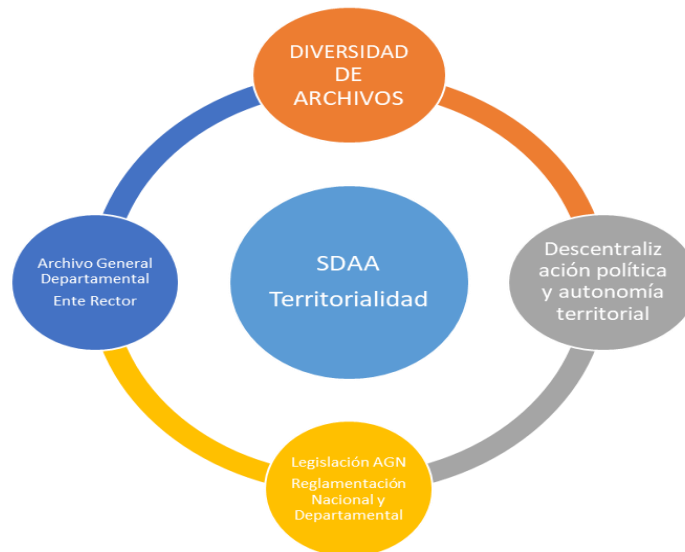 DIVERSIDAD
DE
ARCHIVOS
Archivo General
Departamental
Ente Rector
SDAA
Territorialidad
Descentraliz
ación política
y autonomía
territorial
Legislación AGN
Reglamentación
Nacional y
Departamental